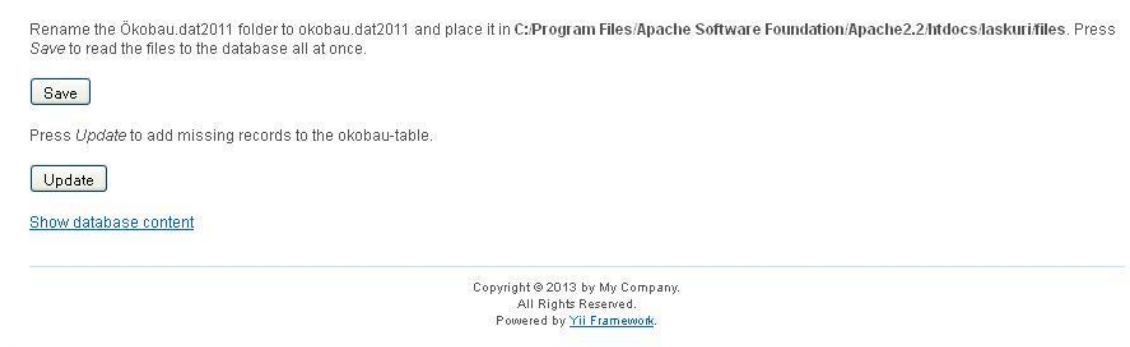 Rename the Ökobau.dat2011 folder to okobau.dat2011 and place it in C:/Program Files/Apache Software Foundation/Apache2.2/htdocs/laskuri/files. Press
Save to read the files to the database all at once.
Save
Press Update to add missing records to the okobau-table.
Update
Show database content
Copyright © 2013 by My Company.
All Rights Reserved.
Powered by Yii Framework.